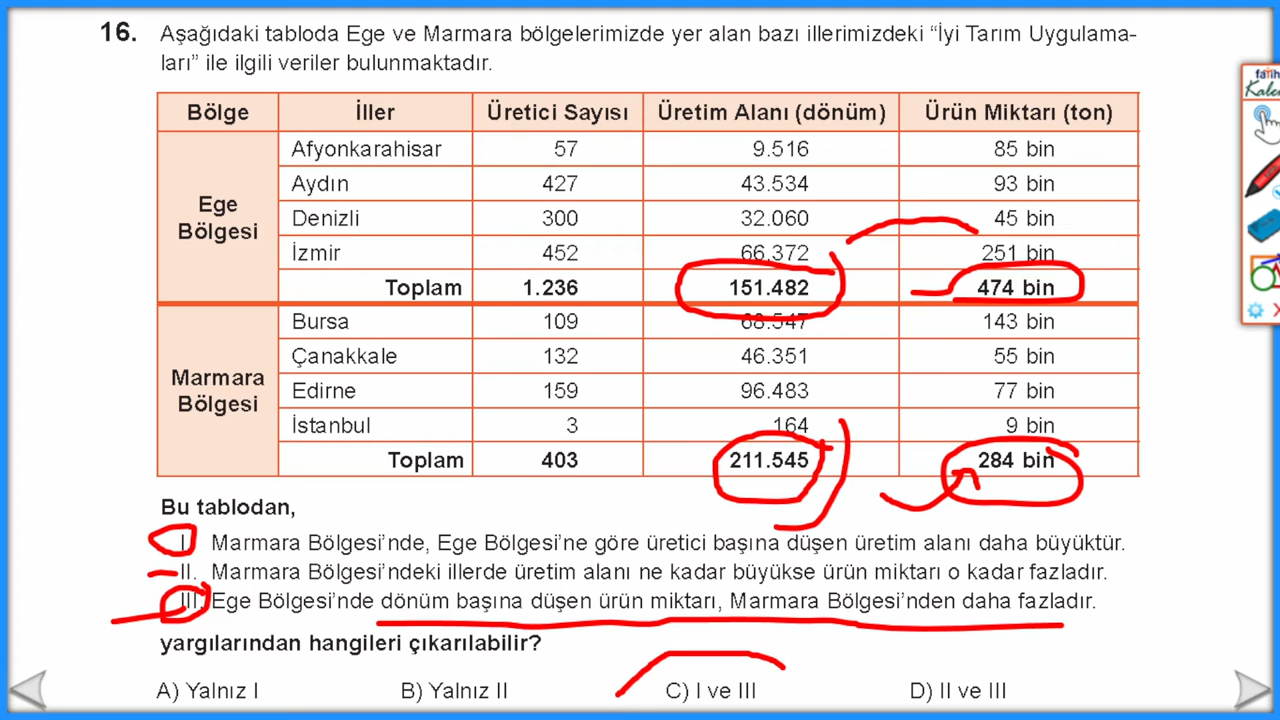 16. Aşağıdaki tabloda Ege ve Marmara bölgelerimizde yer alan bazı illerimizdeki “İyi Tarım Uygulama-
ları” ile ilgili veriler bulunmaktadır.
Bölge İller Üretici Sayısı Üretim Alanı (dönüm) Ürün Miktarı (ton)
Ege Bölgesi
Afyonkarahisar 57 9.516 85 bin
Aydın 427 43.534 93 bin
Denizli 300 32.060 45 bin
İzmir 452 66.372 251 bin
Toplam 1.236 151.482 474 bin
Marmara Bölgesi
Bursa 109 68.547 143 bin
Çanakkale 132 46.351 55 bin
Edirne 159 96.483 77 bin
İstanbul 3 164 9 bin
Toplam 403 211.545 284 bin
Bu tablodan,
I. Marmara Bölgesi’nde, Ege Bölgesi’ne göre üretici başına düşen üretim alanı daha büyüktür.
II. Marmara Bölgesi’ndeki illerde üretim alanı ne kadar büyükse ürün miktarı o kadar fazladır.
III. Ege Bölgesi’nde dönüm başına düşen ürün miktarı, Marmara Bölgesi’nden daha fazladır.
yargılarından hangileri çıkarılabilir?
A) Yalnız I B) Yalnız II C) I ve III D) II ve III